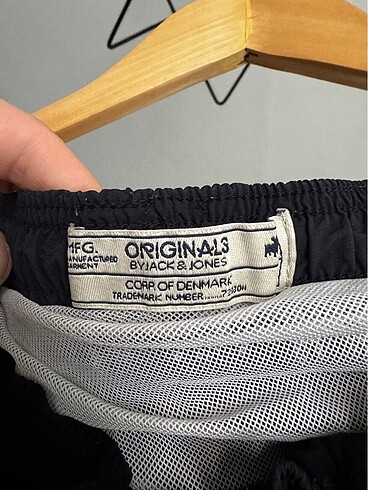 MFG.
MANUFACTURED
GARMENT
ORIGINALS
BY JACK & JONES
CORP. OF DENMARK
TRADEMARK NUMBER